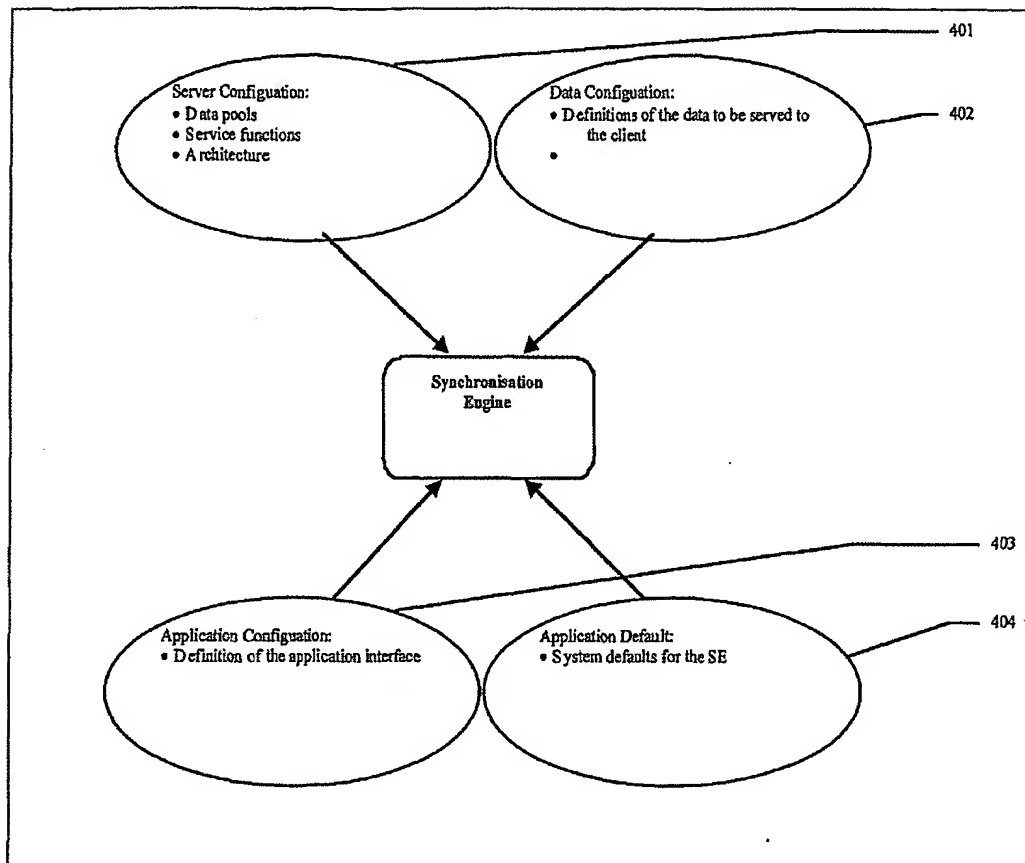 401
Server Configuation:
• Data pools
• Service functions
• Architecture
Data Configuation:
• Definitions of the data to be served to
the client
•
402
Synchronisation
Engine
403
Application Configuation:
• Definition of the application interface
Application Default:
• System defaults for the SE
404